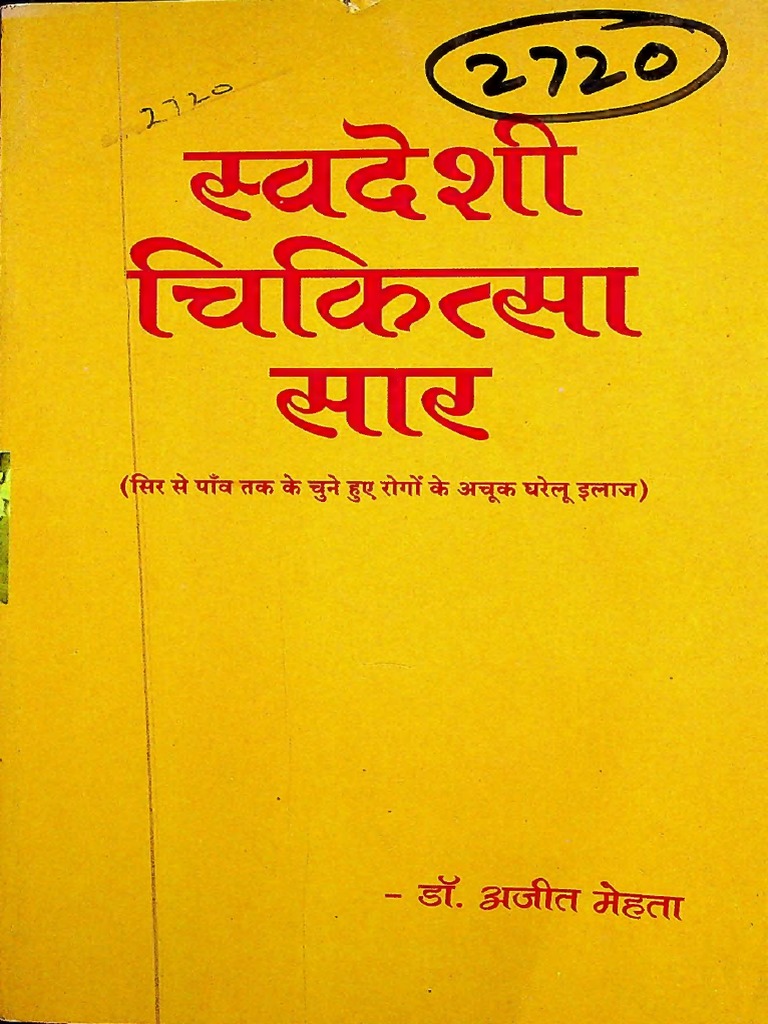 2720
2720
स्वदेशी
चिकित्सा
सार
(सिर से पाँव तक के चुने हुए रोगों के अचूक घरेलू इलाज)
- डॉ. अजीत मेहता